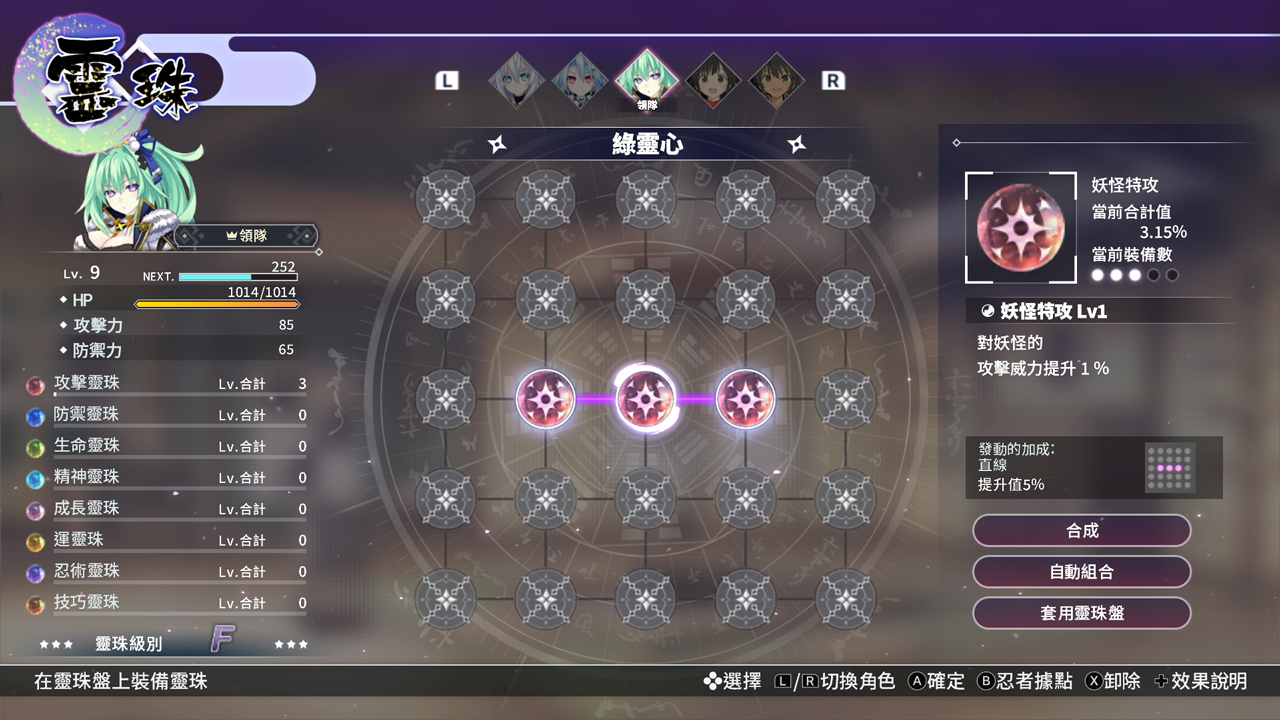 靈珠
L
R
領隊
綠靈心
領隊
Lv. 9
NEXT. 252
HP 1014/1014
攻擊力 85
防禦力 65
攻擊靈珠 Lv.合計 3
防禦靈珠 Lv.合計 0
生命靈珠 Lv.合計 0
精神靈珠 Lv.合計 0
成長靈珠 Lv.合計 0
運靈珠 Lv.合計 0
忍術靈珠 Lv.合計 0
技巧靈珠 Lv.合計 0
靈珠級別 F
妖怪特攻
當前合計值
3.15%
當前裝備數
妖怪特攻 Lv1
對妖怪的
攻擊威力提升 1 %
發動的加成:
直線
提升值5%
合成
自動組合
套用靈珠盤
在靈珠盤上裝備靈珠
選擇 L/R切換角色 A確定 B忍者據點 X卸除 效果說明